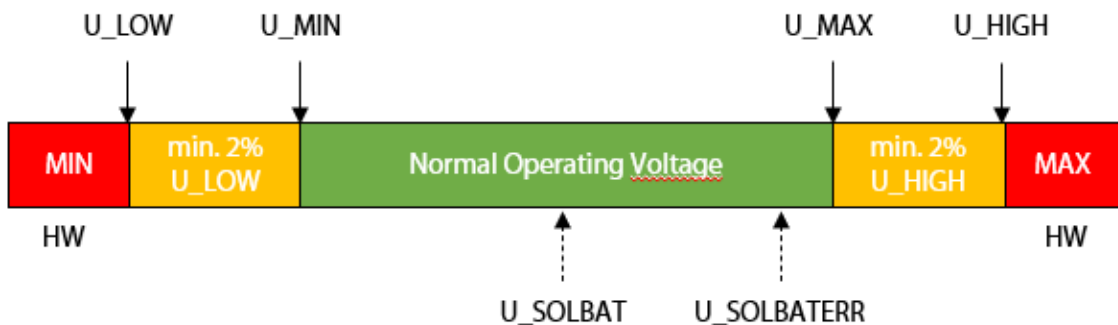 U_LOW
U_MIN
U_MAX
U_HIGH
MIN
min. 2%
U_LOW
Normal Operating Voltage
min. 2%
U_HIGH
MAX
HW
HW
U_SOLBAT
U_SOLBATERR